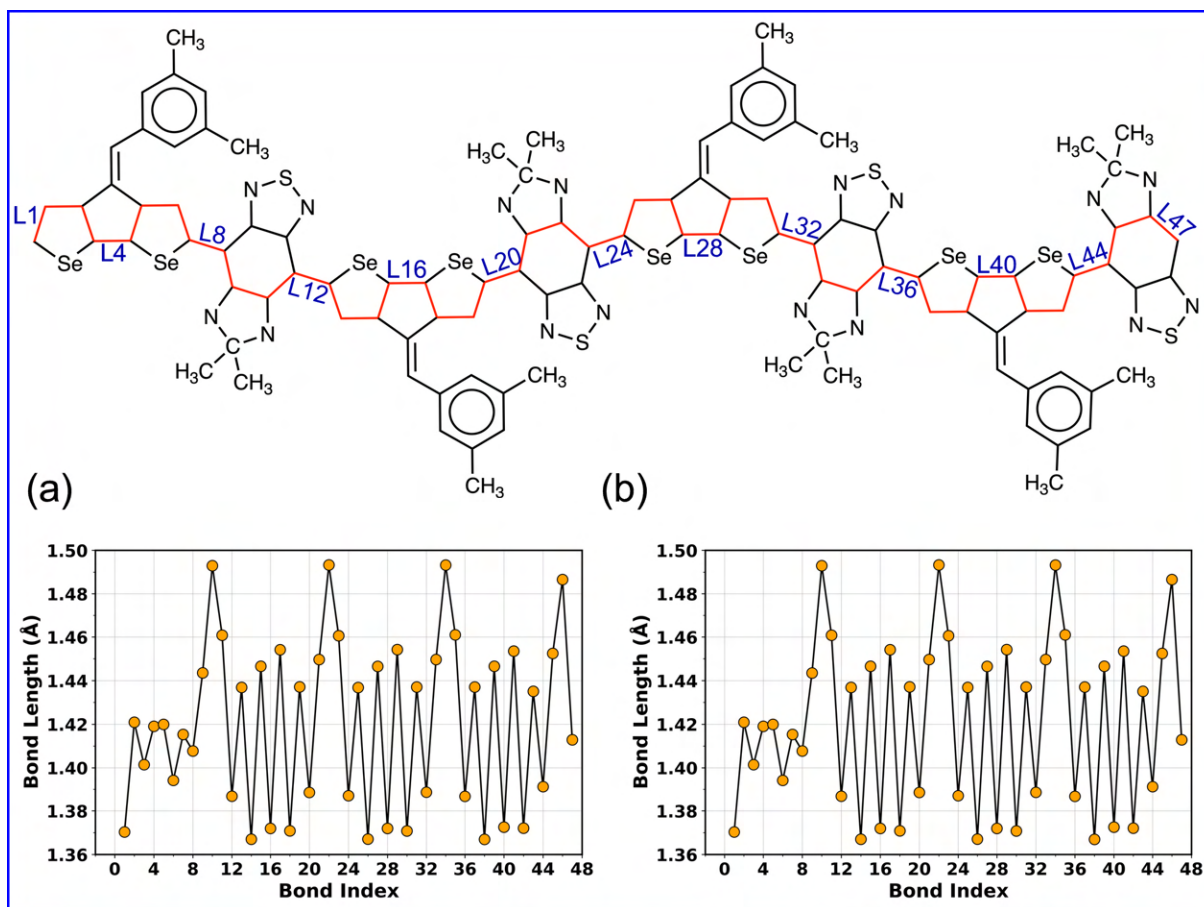 CH₃
CH₃
CH₃
H₃C CH₃
CH₃
CH₃
L1 L4 L8
Se Se
N S N
N C N
H₃C CH₃
L12 L16 L20
Se Se
N C N
N S N
CH₃
CH₃
L24 L28 L32
Se Se
N S N
N C N
H₃C CH₃
L36 L40 L44 L47
Se Se
H₃C CH₃
N C N
N S N
CH₃
H₃C
(a)
(b)
1.50
1.48
1.46
1.44
1.42
1.40
1.38
1.36
Bond Length (Å)
0 4 8 12 16 20 24 28 32 36 40 44 48
Bond Index
1.50
1.48
1.46
1.44
1.42
1.40
1.38
1.36
Bond Length (Å)
0 4 8 12 16 20 24 28 32 36 40 44 48
Bond Index